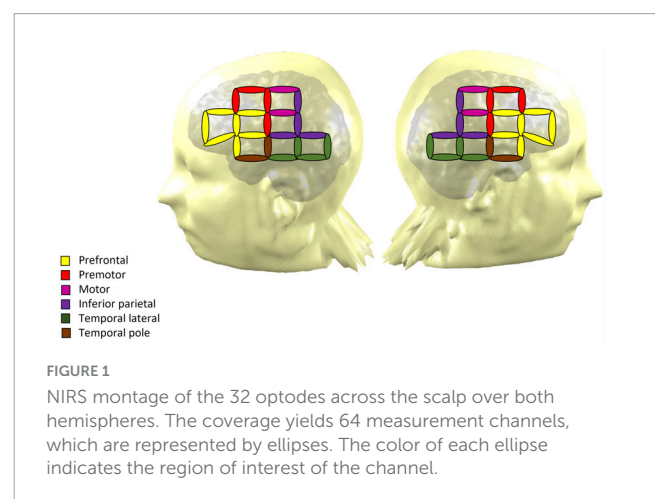 Prefrontal
Premotor
Motor
Inferior parietal
Temporal lateral
Temporal pole
FIGURE 1
NIRS montage of the 32 optodes across the scalp over both
hemispheres. The coverage yields 64 measurement channels,
which are represented by ellipses. The color of each ellipse
indicates the region of interest of the channel.